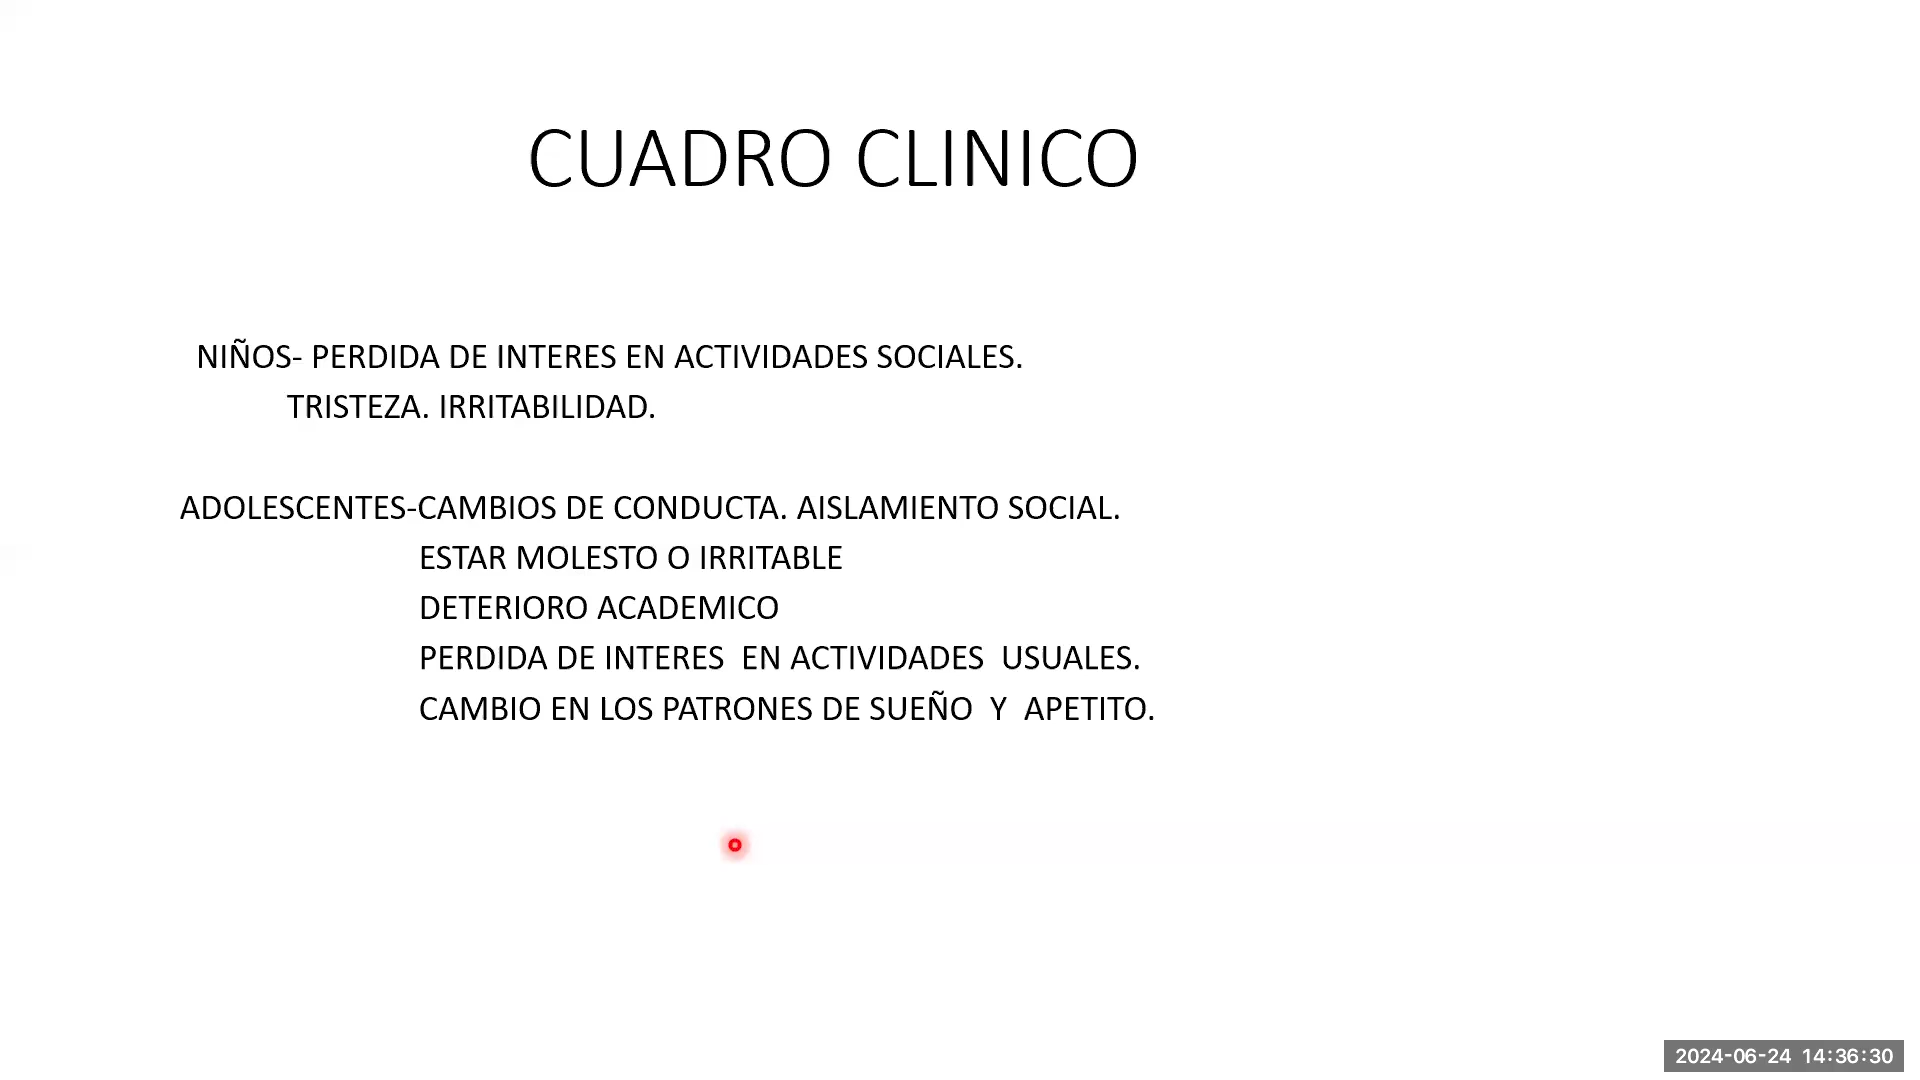 CUADRO CLINICO
NIÑOS- PERDIDA DE INTERES EN ACTIVIDADES SOCIALES.
TRISTEZA. IRRITABILIDAD.
ADOLESCENTES-CAMBIOS DE CONDUCTA. AISLAMIENTO SOCIAL.
ESTAR MOLESTO O IRRITABLE
DETERIORO ACADEMICO
PERDIDA DE INTERES  EN ACTIVIDADES  USUALES.
CAMBIO EN LOS PATRONES DE SUEÑO  Y  APETITO.
2024-06-24  14:36:30